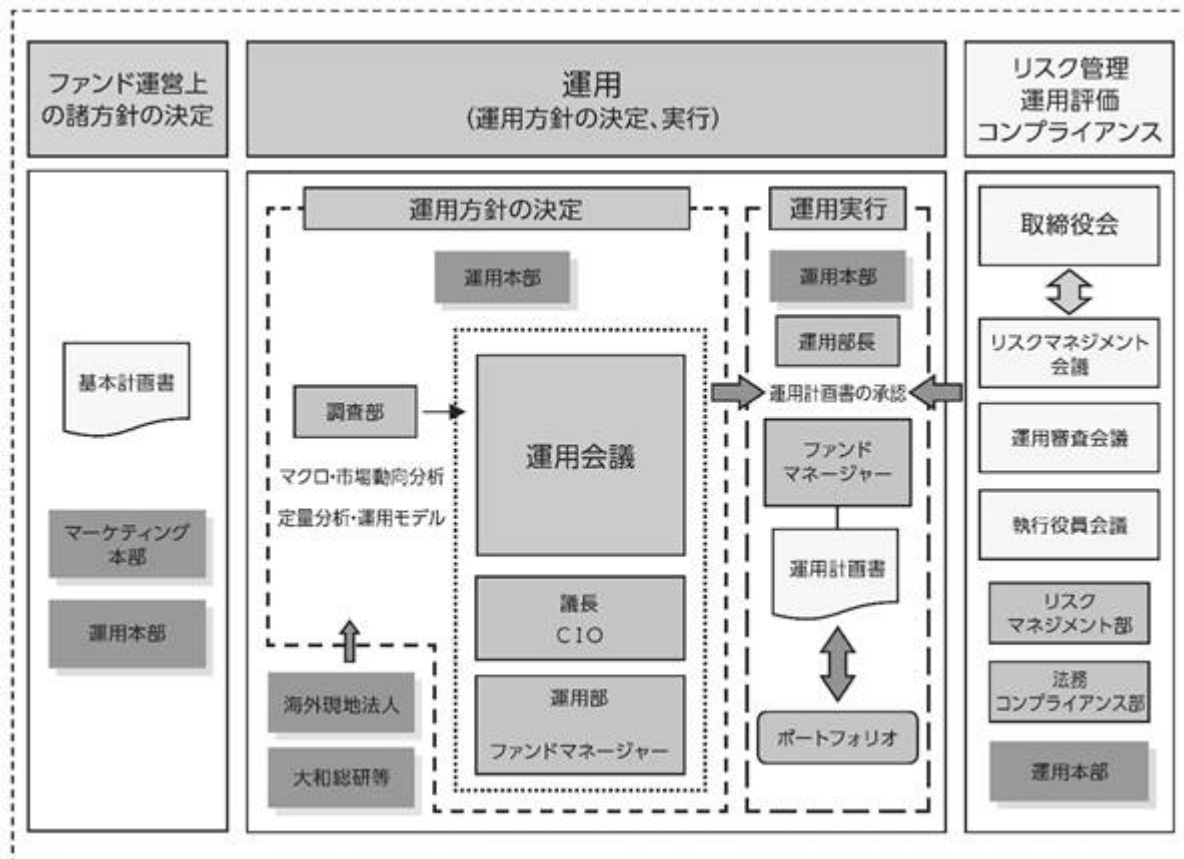 ファンド運営上
の諸方針の決定
運用
(運用方針の決定、実行)
リスク管理
運用評価
コンプライアンス
基本計画書
マーケティング
本部
運用本部
運用方針の決定
運用本部
調査部
マクロ・市場動向分析
定量分析・運用モデル
海外現地法人
大和総研等
運用会議
議長
CIO
運用部
ファンドマネージャー
運用実行
運用本部
運用部長
運用計画書の承認
ファンド
マネージャー
運用計画書
ポートフォリオ
取締役会
リスクマネジメント
会議
運用審査会議
執行役員会議
リスク
マネジメント部
法務
コンプライアンス部
運用本部